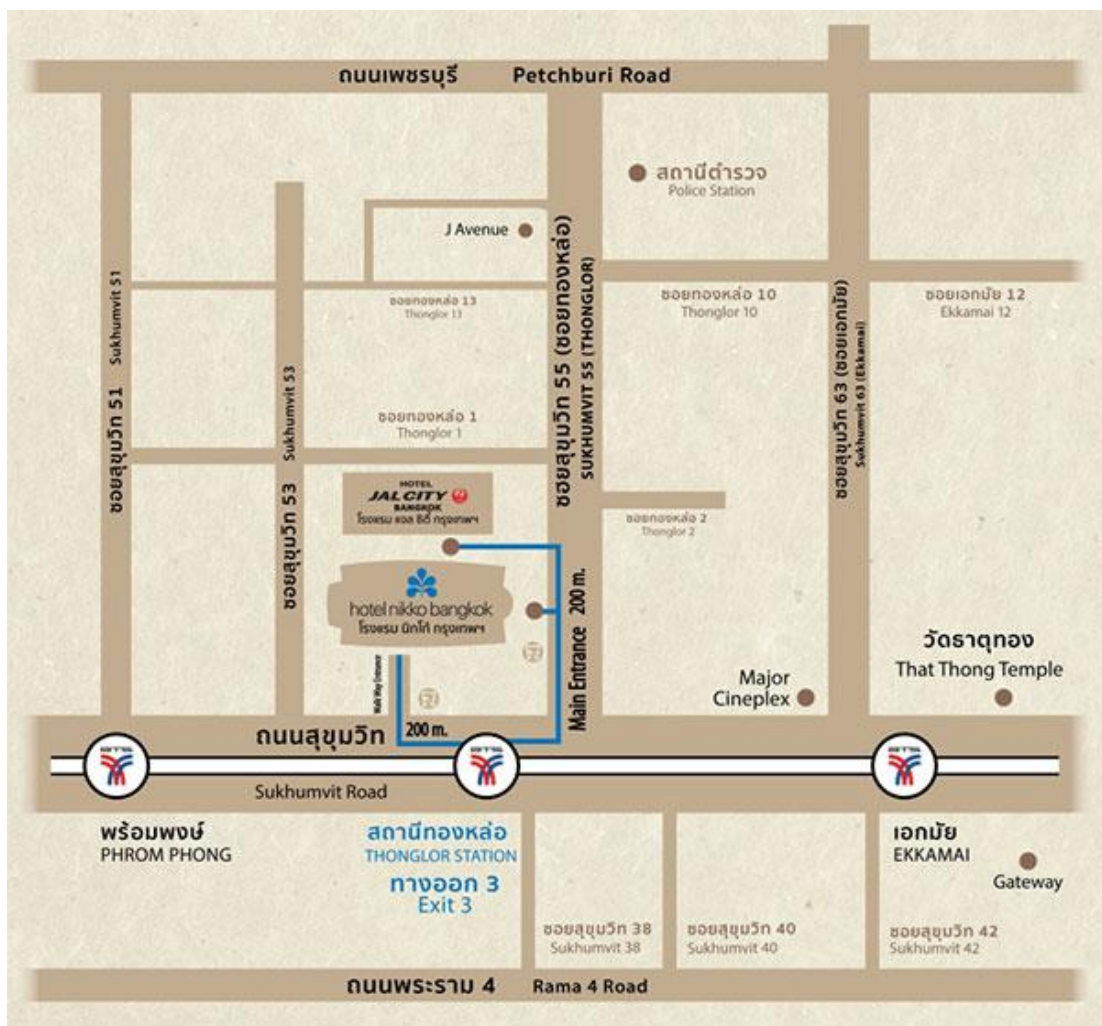 ถนนเพชรบุรี Petchburi Road
สถานีตำรวจ
Police Station
J Avenue
ซอยสุขุมวิท 51 Sukhumvit 51
ซอยสุขุมวิท 53 Sukhumvit 53
ซอยทองหล่อ 13
Thonglor 13
ซอยสุขุมวิท 55 (ซอยทองหล่อ)
SUKHUMVIT 55 (THONGLOR)
ซอยทองหล่อ 10
Thonglor 10
ซอยสุขุมวิท 63 (ซอยเอกมัย)
Sukhumvit 63 (Ekkamai)
ซอยเอกมัย 12
Ekkamai 12
ซอยทองหล่อ 1
Thonglor 1
HOTEL
JAL CITY
BANGKOK
โรงแรม แจล ซิตี้ กรุงเทพฯ
ซอยทองหล่อ 2
Thonglor 2
hotel nikko bangkok
โรงแรม นิกโก้ กรุงเทพฯ
Main Entrance 200 m.
Walk Way Entrance
200 m.
Major
Cineplex
วัดธาตุทอง
That Thong Temple
ถนนสุขุมวิท
BTS
BTS
BTS
Sukhumvit Road
พร้อมพงษ์
PHROM PHONG
สถานีทองหล่อ
THONGLOR STATION
ทางออก 3
Exit 3
เอกมัย
EKKAMAI
Gateway
ซอยสุขุมวิท 38
Sukhumvit 38
ซอยสุขุมวิท 40
Sukhumvit 40
ซอยสุขุมวิท 42
Sukhumvit 42
ถนนพระราม 4 Rama 4 Road